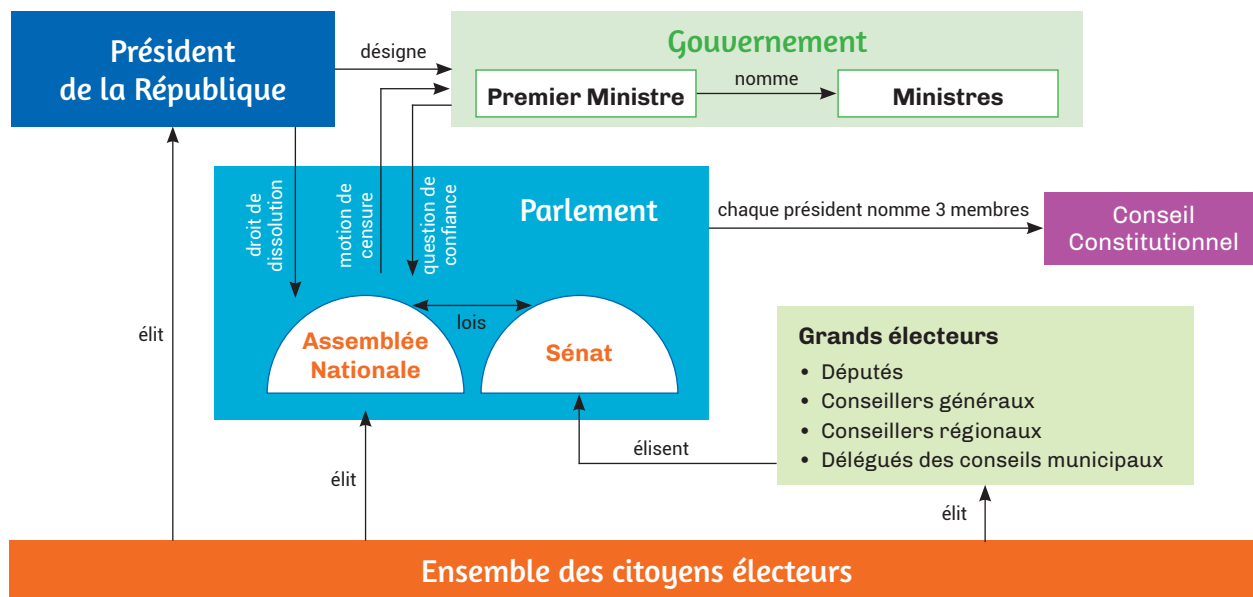 Président
de la République
désigne
Gouvernement
Premier Ministre
nomme
Ministres
droit de
dissolution
motion de
censure
question de
confiance
Parlement
chaque président nomme 3 membres
Conseil
Constitutionnel
élit
Assemblée
Nationale
lois
Sénat
Grands électeurs
• Députés
• Conseillers généraux
• Conseillers régionaux
• Délégués des conseils municipaux
élisent
élit
élit
Ensemble des citoyens électeurs